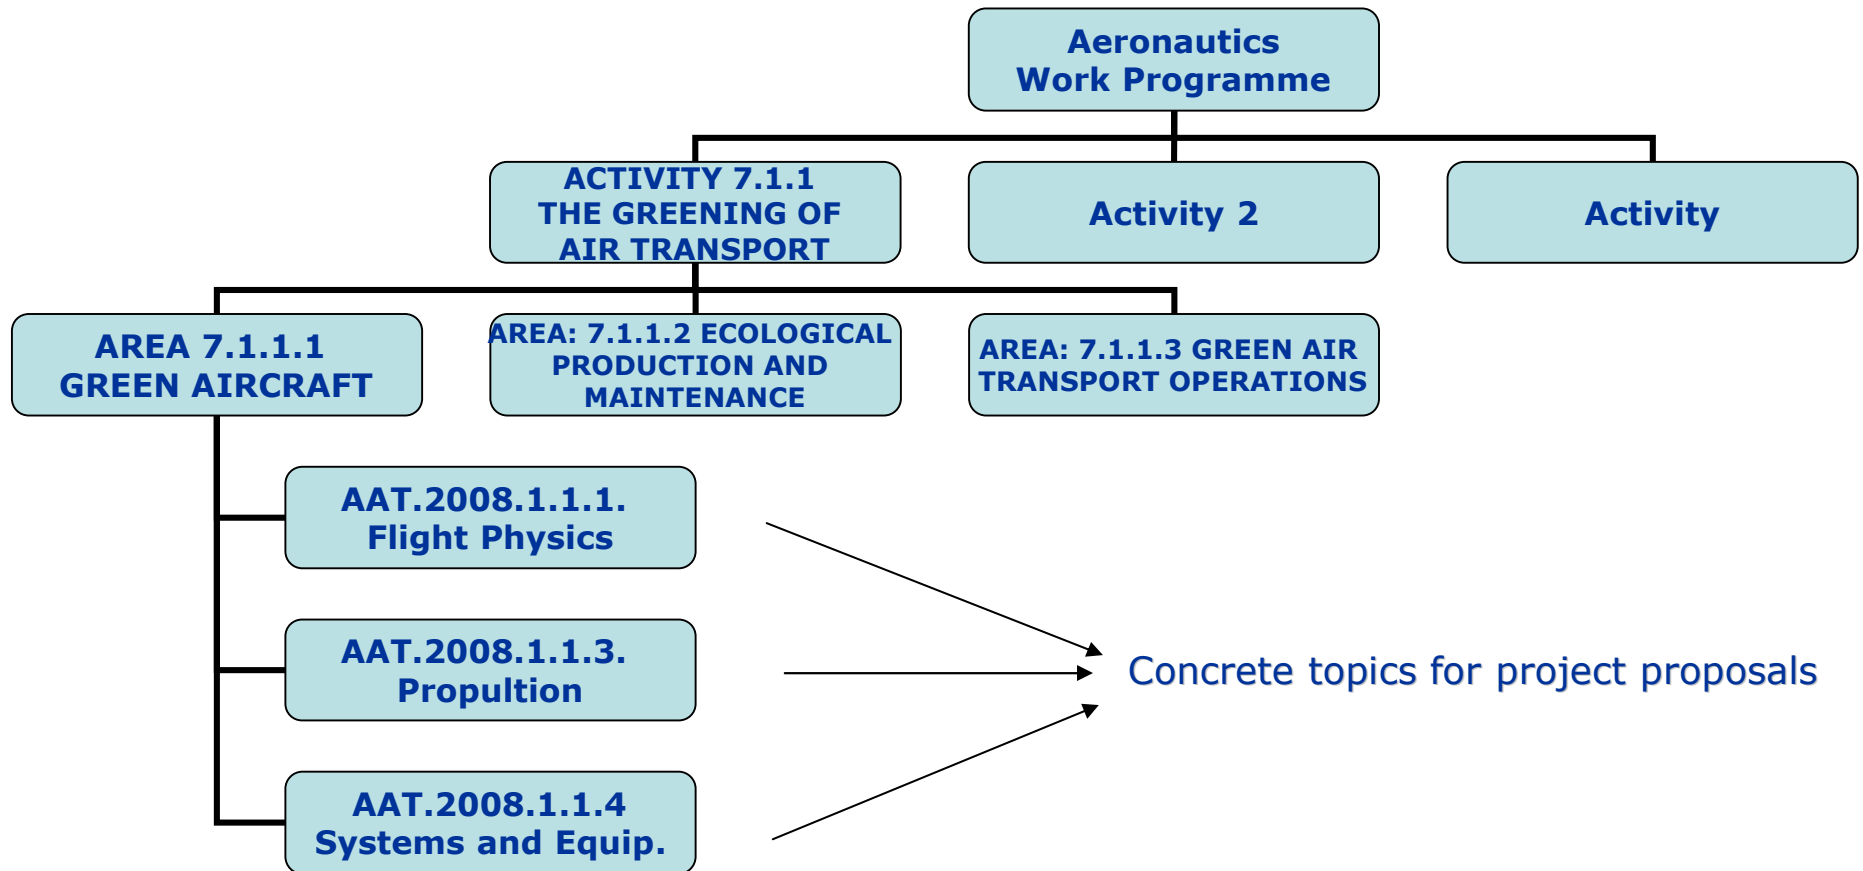 Aeronautics
Work Programme
ACTIVITY 7.1.1
THE GREENING OF
AIR TRANSPORT
Activity 2
Activity
AREA 7.1.1.1
GREEN AIRCRAFT
AREA: 7.1.1.2 ECOLOGICAL
PRODUCTION AND
MAINTENANCE
AREA: 7.1.1.3 GREEN AIR
TRANSPORT OPERATIONS
AAT.2008.1.1.1.
Flight Physics
AAT.2008.1.1.3.
Propultion
Concrete topics for project proposals
AAT.2008.1.1.4
Systems and Equip.